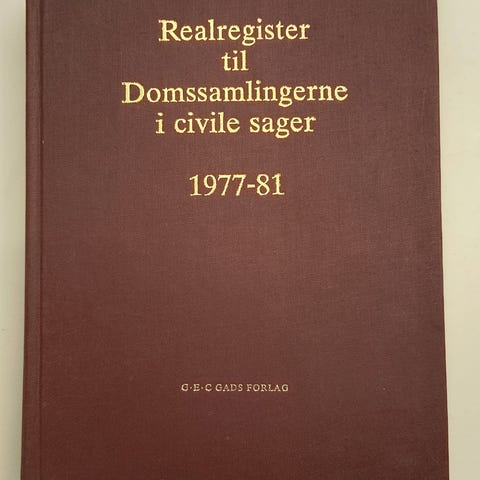 Realregister
til
Domssamlingerne
i civile sager
1977-81
G·E·C GADS FORLAG